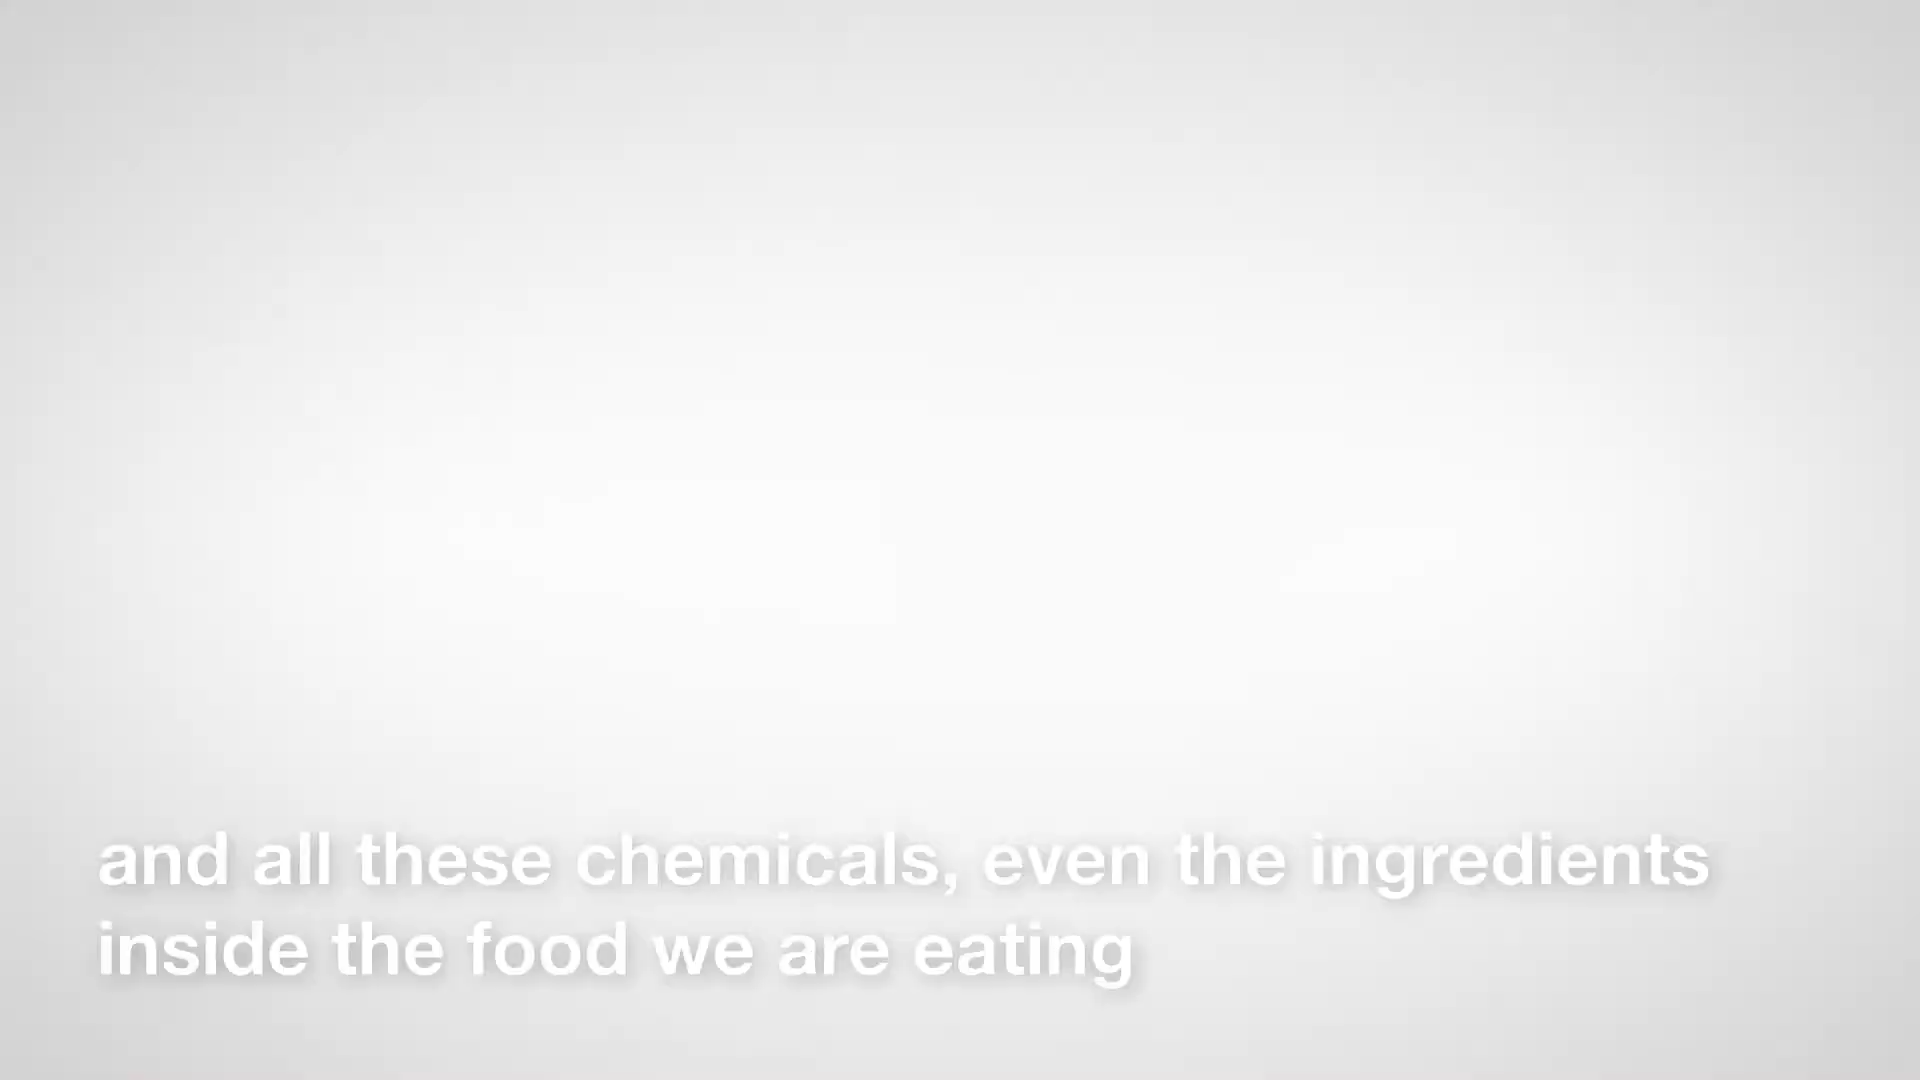 and all these chemicals, even the ingredients
inside the food we are eating